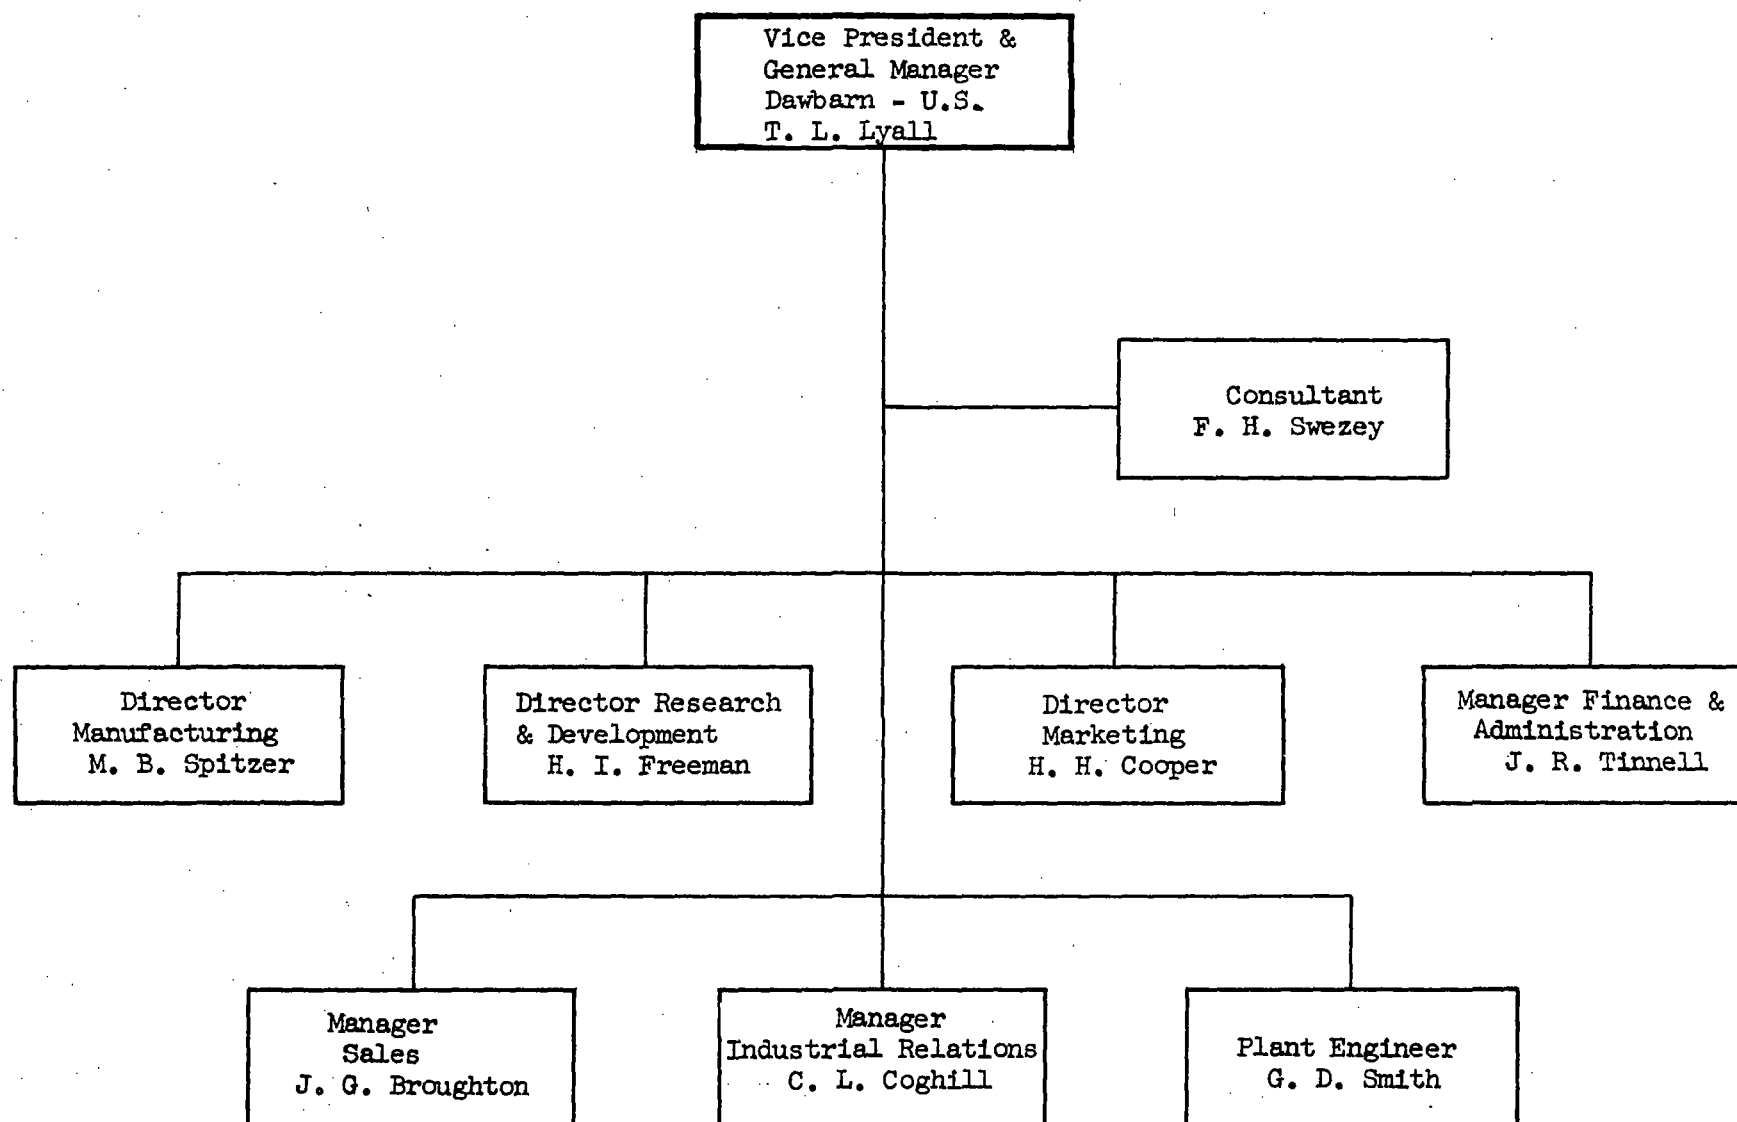 Vice President &
General Manager
Dawbarn - U.S.
T. L. Lyall
Consultant
F. H. Swezey
Director
Manufacturing
M. B. Spitzer
Director Research
& Development
H. I. Freeman
Director
Marketing
H. H. Cooper
Manager Finance &
Administration
J. R. Tinnell
Manager
Sales
J. G. Broughton
Manager
Industrial Relations
C. L. Coghill
Plant Engineer
G. D. Smith